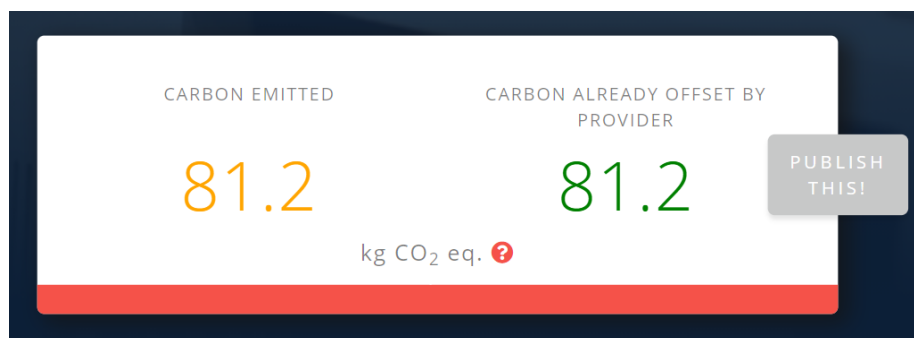 CARBON EMITTED
81.2
CARBON ALREADY OFFSET BY
PROVIDER
81.2
kg CO₂ eq. ?
PUBLISH
THIS!